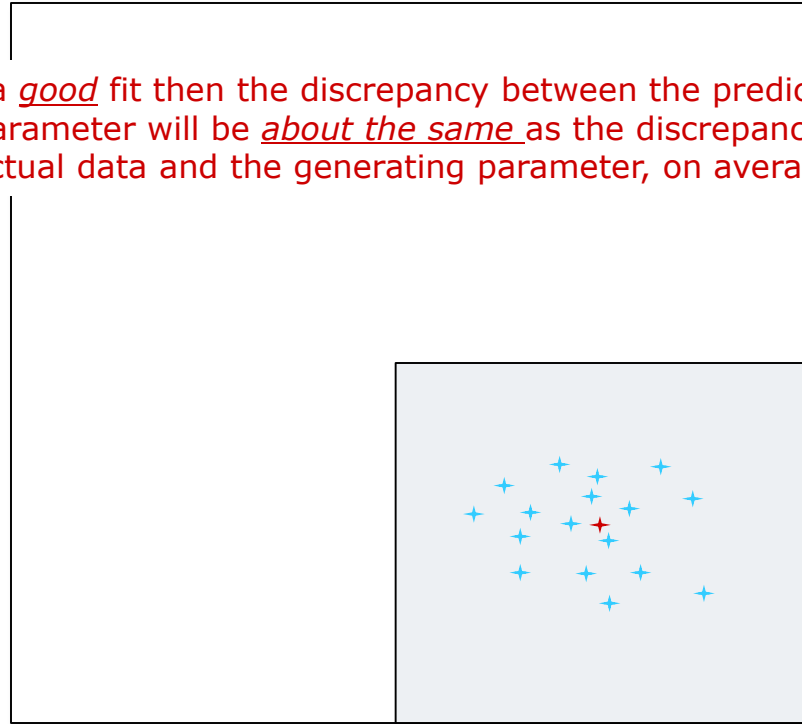 a good fit then the discrepancy between the predic
arameter will be about the same as the discrepanc
ctual data and the generating parameter, on avera